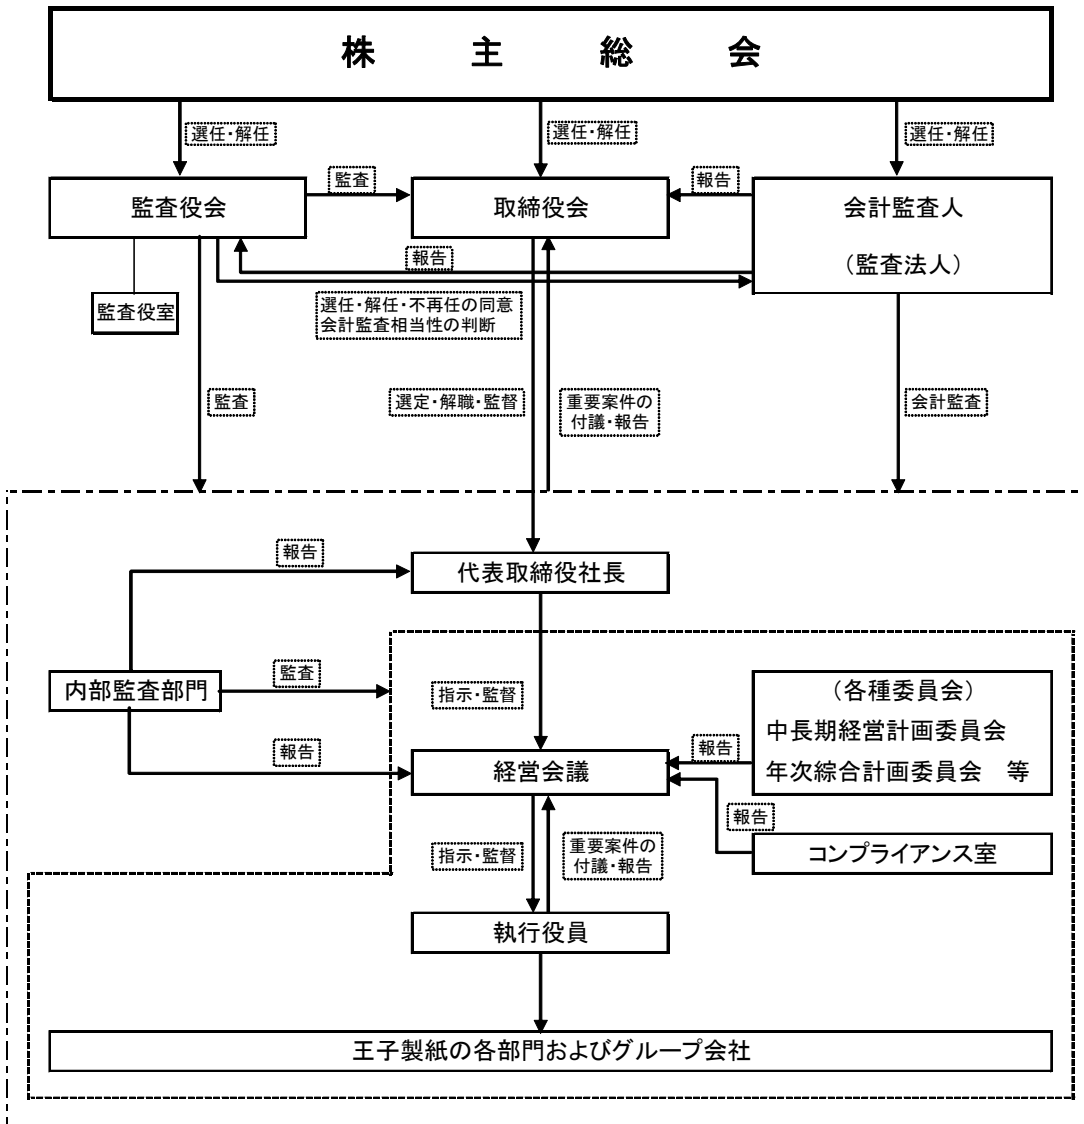 株主総会
選任・解任
選任・解任
選任・解任
監査役会
監査
取締役会
報告
会計監査人
（監査法人）
報告
監査役室
選任・解任・不再任の同意
会計監査相当性の判断
監査
選定・解職・監督
重要案件の
付議・報告
会計監査
報告
代表取締役社長
内部監査部門
監査
指示・監督
（各種委員会）
中長期経営計画委員会
年次綜合計画委員会　等
報告
経営会議
報告
報告
コンプライアンス室
指示・監督
重要案件の
付議・報告
執行役員
王子製紙の各部門およびグループ会社